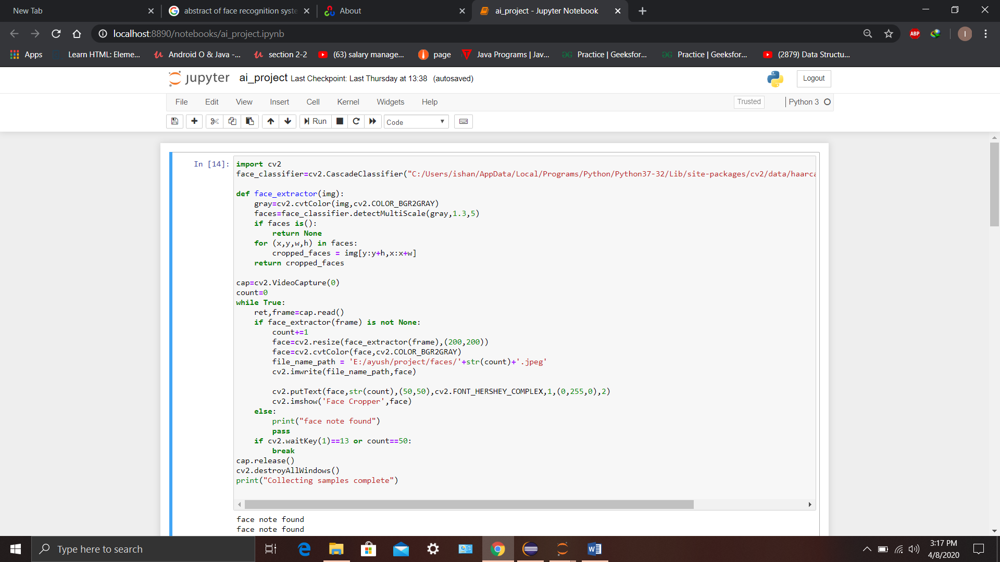 New Tab
abstract of face recognition syste
About
ai_project - Jupyter Notebook
localhost:8890/notebooks/ai_project.ipynb
ABP
I
Apps
Learn HTML: Eleme...
Android O & Java -...
section 2-2
(63) salary manage...
page
Java Programs | Jav...
Practice | Geeksfor...
Practice | Geeksfor...
(2879) Data Structu...
jupyter ai_project Last Checkpoint: Last Thursday at 13:38 (autosaved)
Logout
File Edit View Insert Cell Kernel Widgets Help
Trusted
Python 3
Run
Code
In [14]:
import cv2
face_classifier=cv2.CascadeClassifier("C:/Users/ishan/AppData/Local/Programs/Python/Python37-32/Lib/site-packages/cv2/data/haarca
def face_extractor(img):
    gray=cv2.cvtColor(img,cv2.COLOR_BGR2GRAY)
    faces=face_classifier.detectMultiScale(gray,1.3,5)
    if faces is():
        return None
    for (x,y,w,h) in faces:
        cropped_faces = img[y:y+h,x:x+w]
    return cropped_faces
cap=cv2.VideoCapture(0)
count=0
while True:
    ret,frame=cap.read()
    if face_extractor(frame) is not None:
        count+=1
        face=cv2.resize(face_extractor(frame),(200,200))
        face=cv2.cvtColor(face,cv2.COLOR_BGR2GRAY)
        file_name_path = 'E:/ayush/project/faces/'+str(count)+'.jpeg'
        cv2.imwrite(file_name_path,face)
        cv2.putText(face,str(count),(50,50),cv2.FONT_HERSHEY_COMPLEX,1,(0,255,0),2)
        cv2.imshow('Face Cropper',face)
    else:
        print("face note found")
        pass
    if cv2.waitKey(1)==13 or count==50:
        break
cap.release()
cv2.destroyAllWindows()
print("Collecting samples complete")
face note found
face note found
Type here to search
3:17 PM
4/8/2020